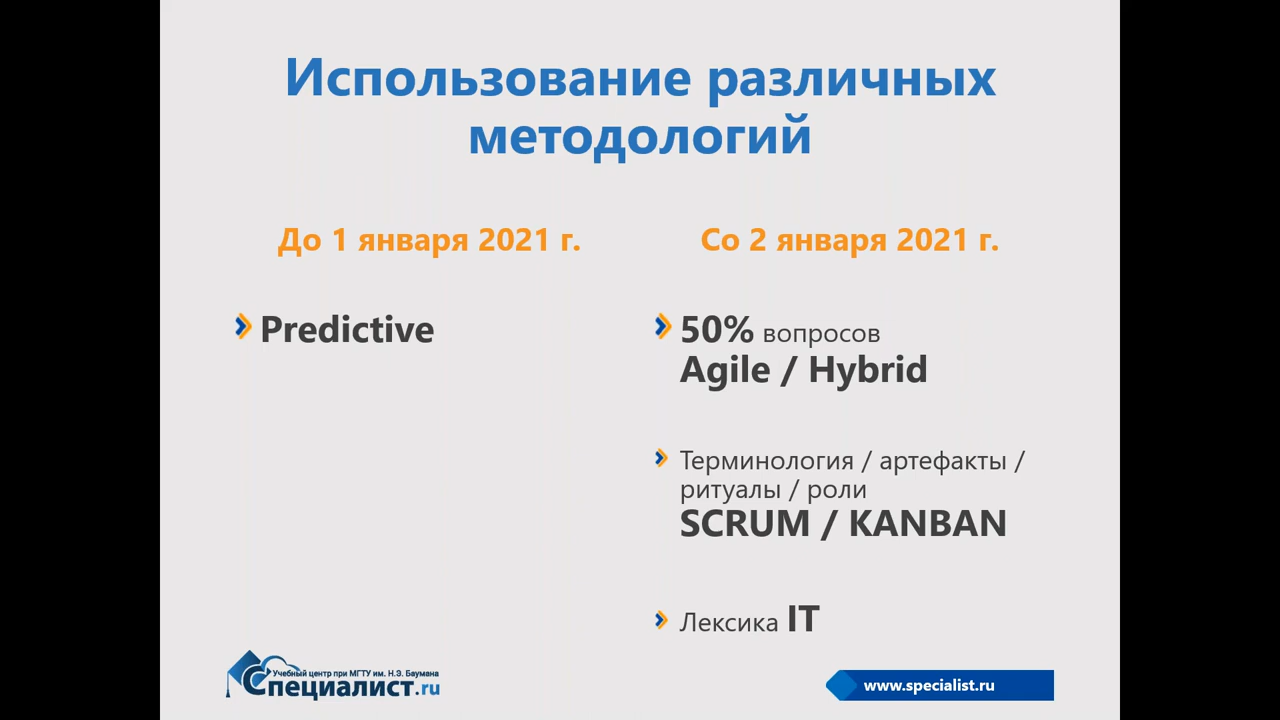 Использование различных
методологий
До 1 января 2021 г.
Predictive
Со 2 января 2021 г.
50% вопросов
Agile / Hybrid
Терминология / артефакты /
ритуалы / роли
SCRUM / KANBAN
Лексика IT
Учебный центр при МГТУ им. Н.Э. Баумана
Специалист.ru
www.specialist.ru